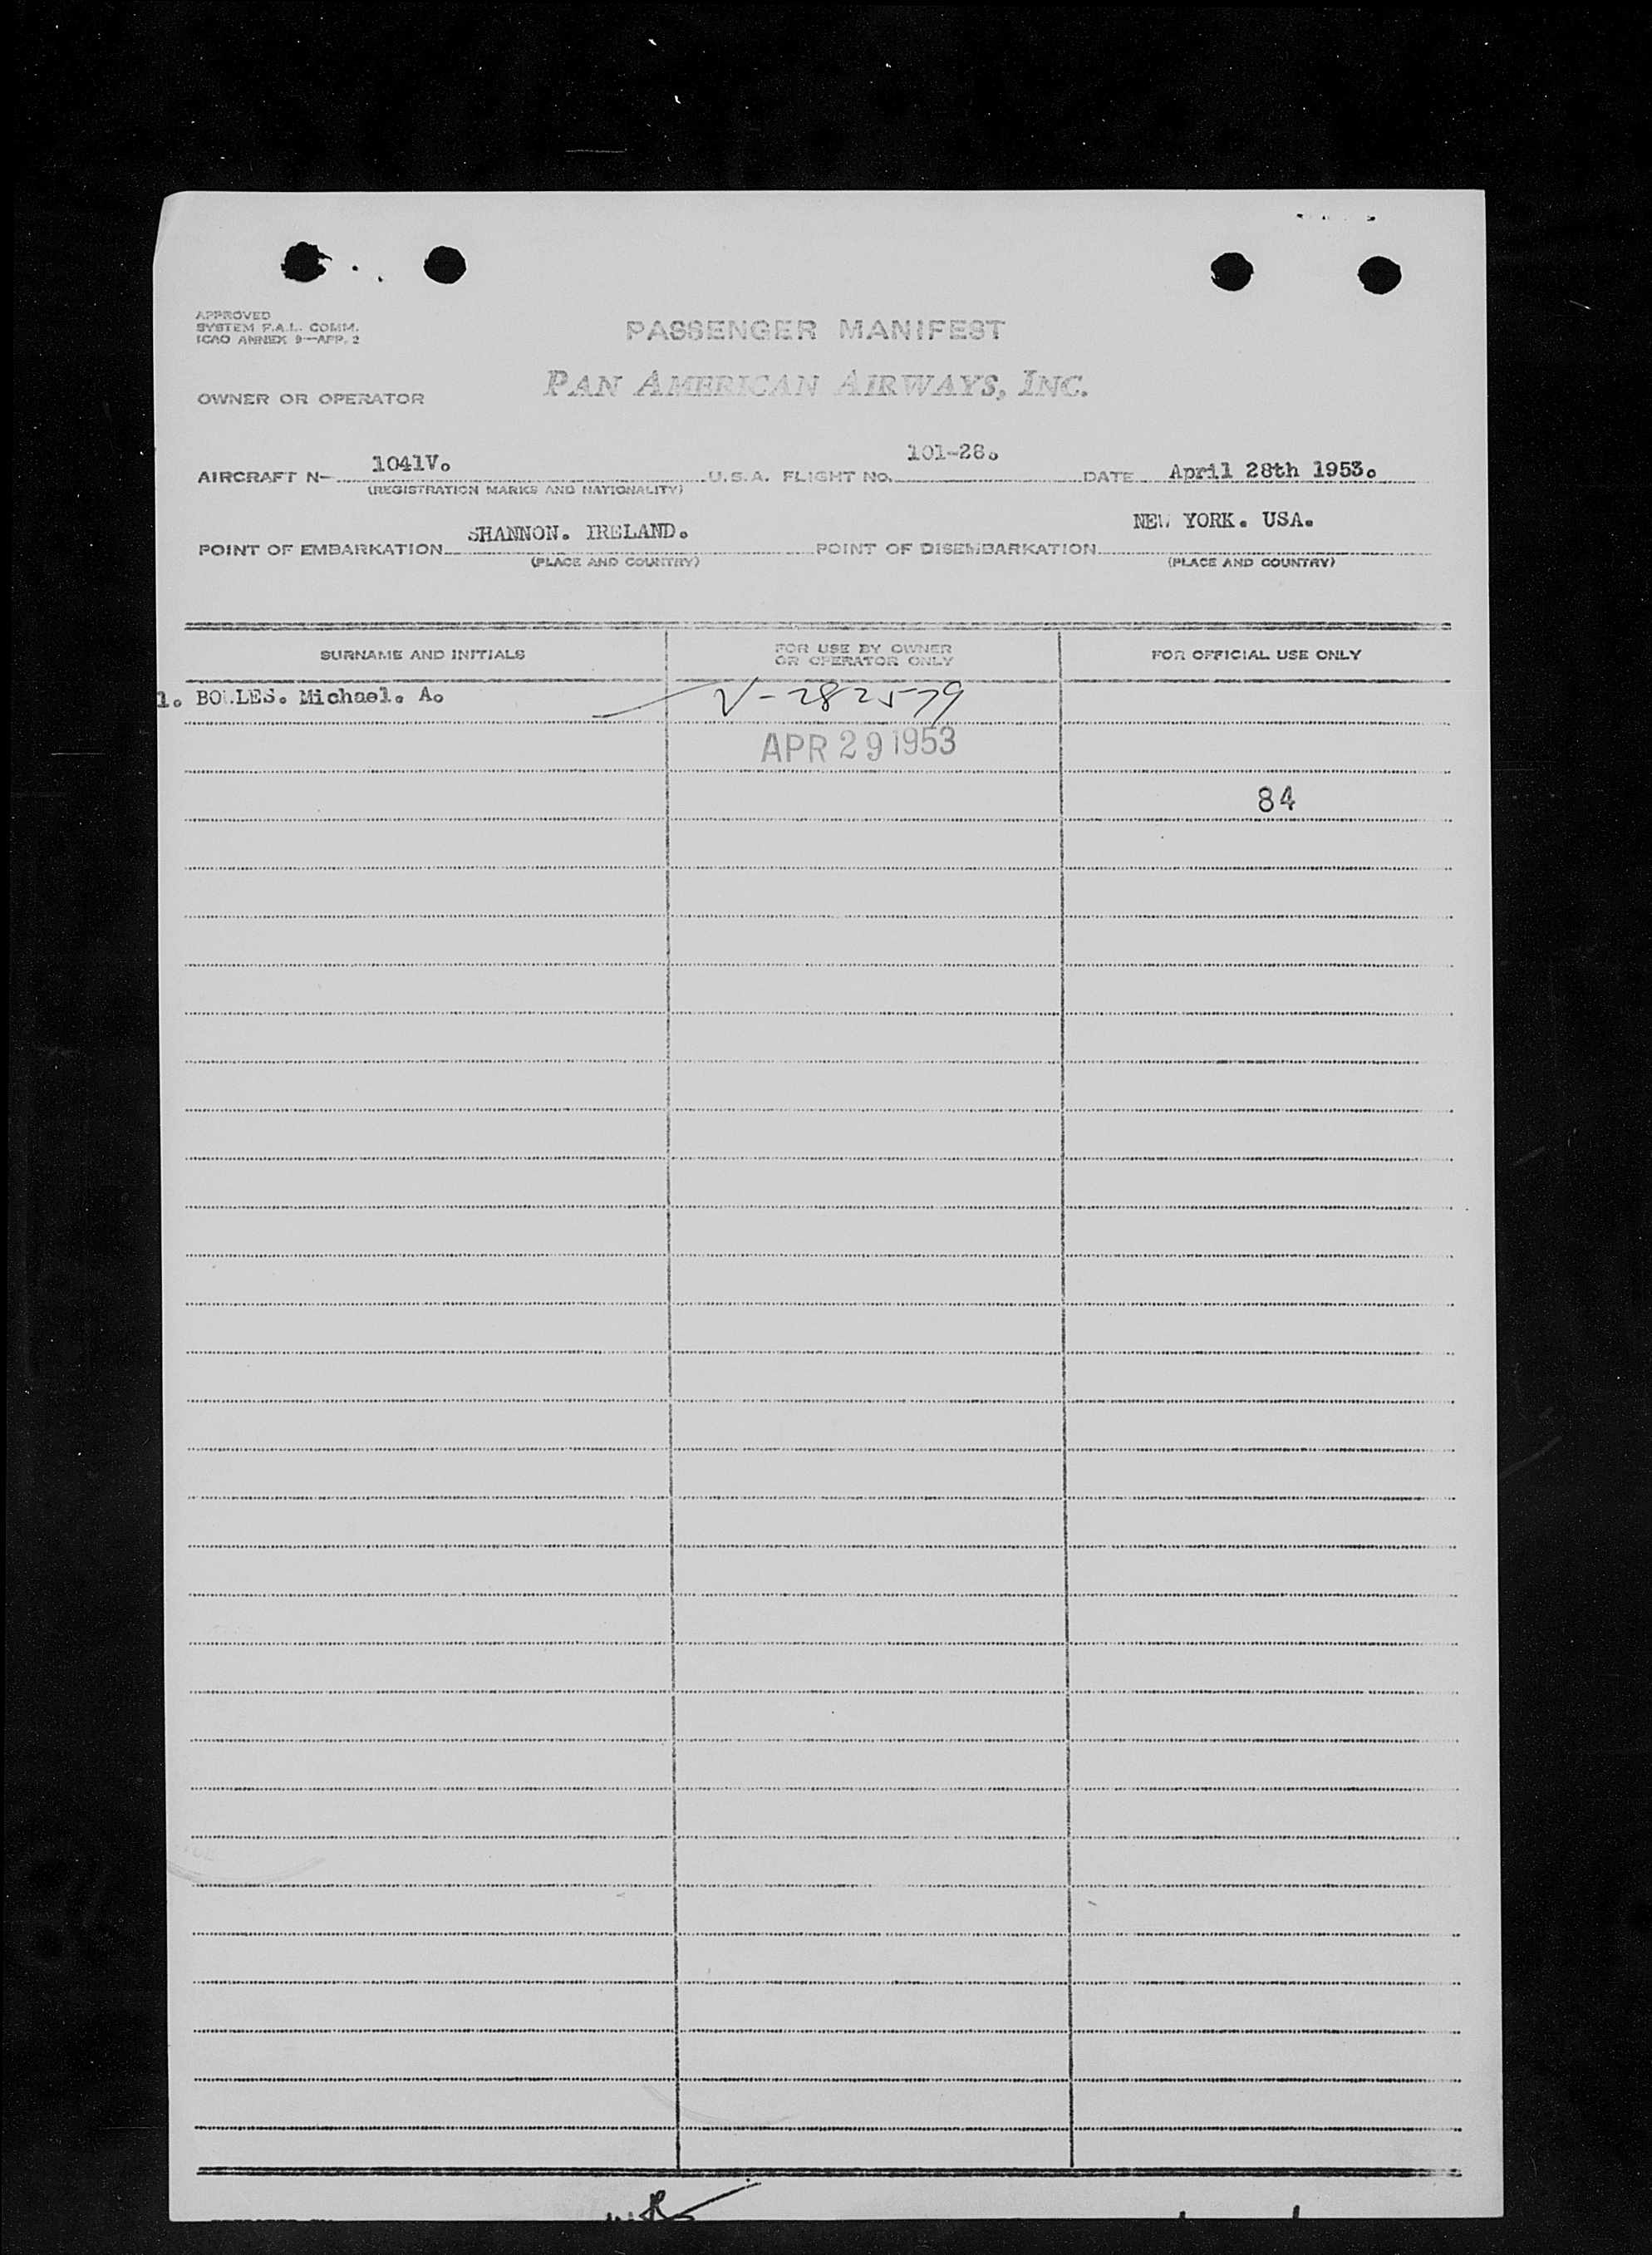 APPROVED
SYSTEM F.A.L. COMM.
ICAO ANNEX 9—APP. 2
PASSENGER MANIFEST
OWNER OR OPERATOR PAN AMERICAN AIRWAYS, INC.
AIRCRAFT N- 1041V. U.S.A. FLIGHT NO. 101-28. DATE April 28th 1953.
(REGISTRATION MARKS AND NATIONALITY)
POINT OF EMBARKATION SHANNON. IRELAND. POINT OF DISEMBARKATION NEW YORK. USA.
(PLACE AND COUNTRY) (PLACE AND COUNTRY)
SURNAME AND INITIALS FOR USE BY OWNER OR OPERATOR ONLY FOR OFFICIAL USE ONLY
1. Michael. A. V-282579
APR 29 1953
84